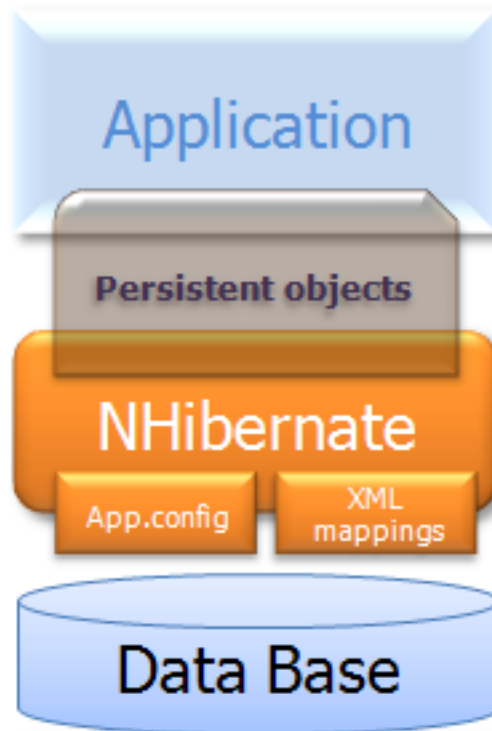 Application
Persistent objects
NHibernate
App.config
XML
mappings
Data Base